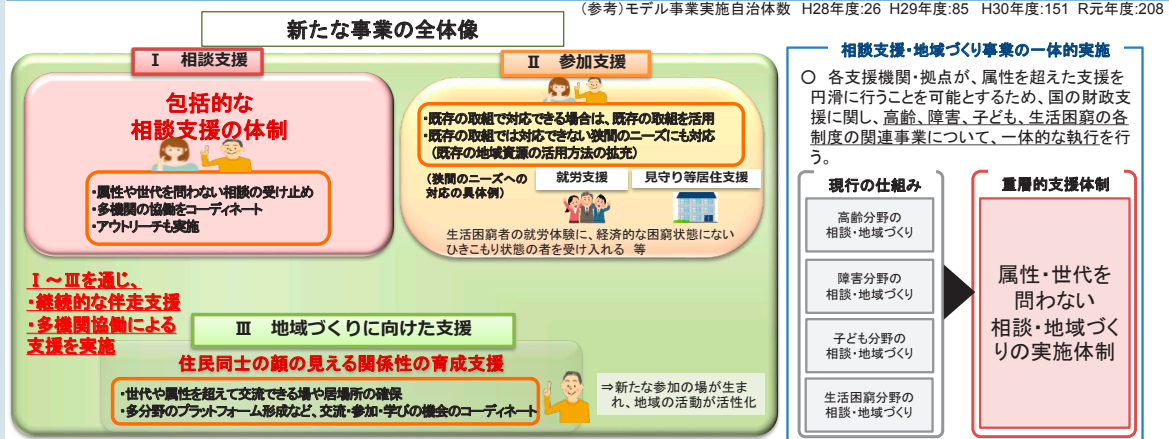 (参考)モデル事業実施自治体数 H28年度:26 H29年度:85 H30年度:151 R元年度:208
新たな事業の全体像
Ⅰ 相談支援
包括的な
相談支援の体制
・属性や世代を問わない相談の受け止め
・多機関の協働をコーディネート
・アウトリーチも実施
Ⅱ 参加支援
・既存の取組で対応できる場合は、既存の取組を活用
・既存の取組では対応できない狭間のニーズにも対応
(既存の地域資源の活用方法の拡充)
(狭間のニーズへの
対応の具体例)
就労支援
見守り等居住支援
生活困窮者の就労体験に、経済的な困窮状態にない
ひきこもり状態の者を受け入れる 等
Ⅰ～Ⅲを通じ、
・継続的な伴走支援
・多機関協働による
支援を実施
Ⅲ 地域づくりに向けた支援
住民同士の顔の見える関係性の育成支援
・世代や属性を超えて交流できる場や居場所の確保
・多分野のプラットフォーム形成など、交流・参加・学びの機会のコーディネート
⇒新たな参加の場が生ま
れ、地域の活動が活性化
相談支援・地域づくり事業の一体的実施
○ 各支援機関・拠点が、属性を超えた支援を
円滑に行うことを可能とするため、国の財政支
援に関し、高齢、障害、子ども、生活困窮の各
制度の関連事業について、一体的な執行を行
う。
現行の仕組み
高齢分野の
相談・地域づくり
障害分野の
相談・地域づくり
子ども分野の
相談・地域づくり
生活困窮分野の
相談・地域づくり
重層的支援体制
属性・世代を
問わない
相談・地域づく
りの実施体制